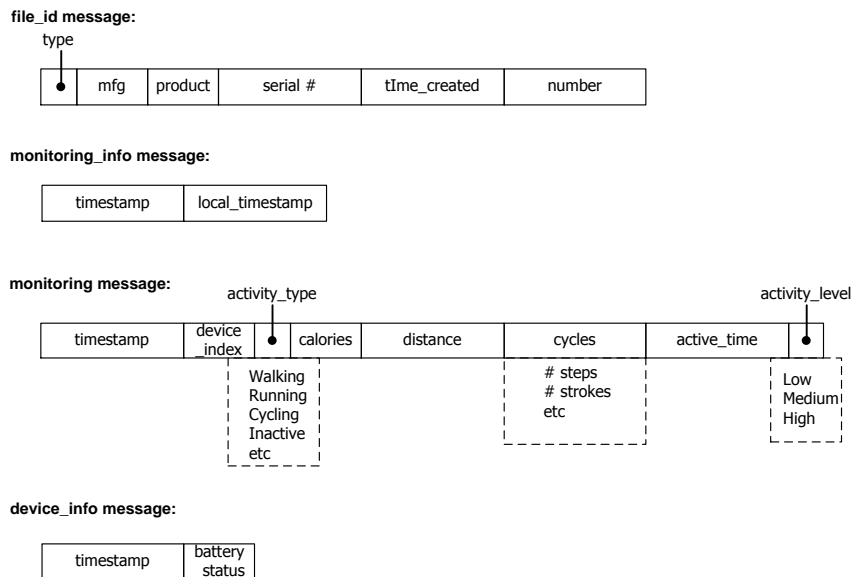 file_id message:
type
mfg product serial # tIme_created number
monitoring_info message:
timestamp local_timestamp
monitoring message:
activity_type activity_level
timestamp device _index calories distance cycles active_time
Walking
Running
Cycling
Inactive
etc
# steps
# strokes
etc
Low
Medium
High
device_info message:
timestamp battery status